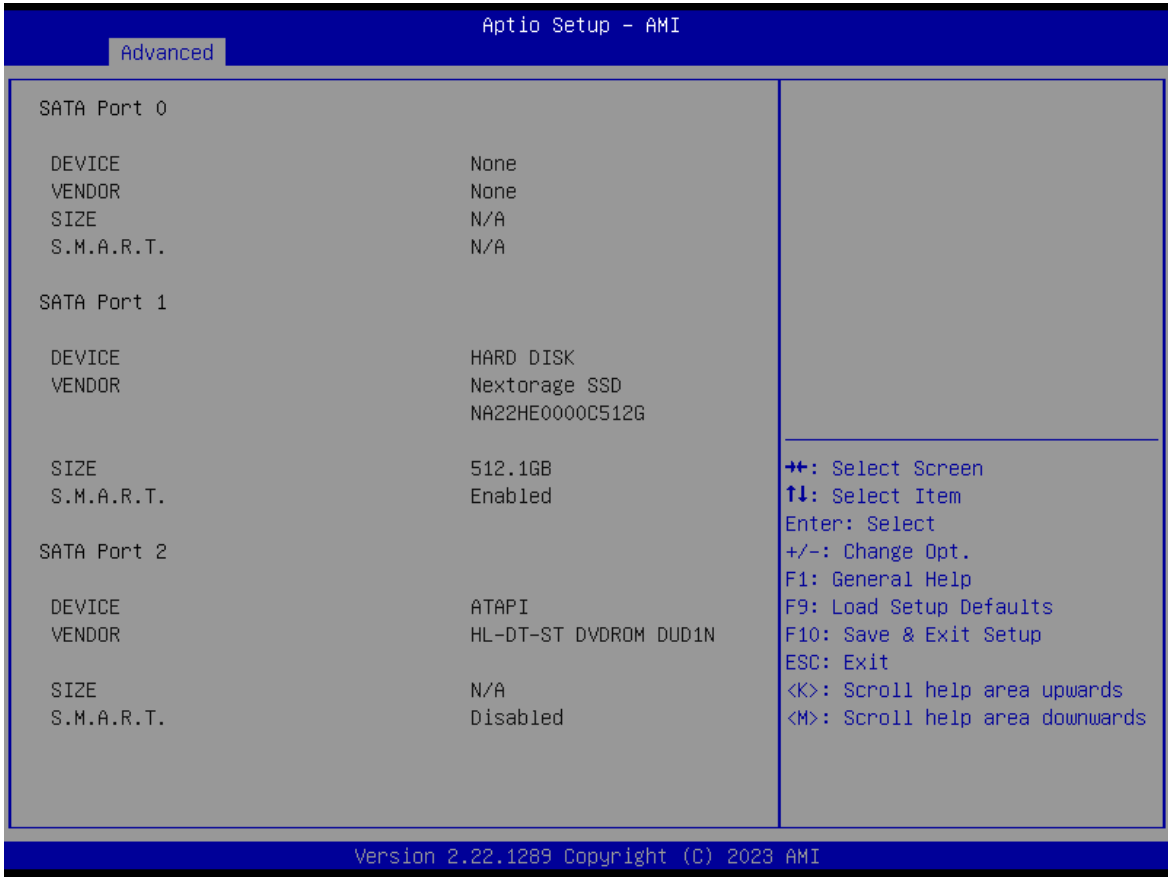 Aptio Setup – AMI
Advanced
SATA Port 0
DEVICE None
VENDOR None
SIZE N/A
S.M.A.R.T. N/A
SATA Port 1
DEVICE HARD DISK
VENDOR Nextorage SSD
NA22HE0000C512G
SIZE 512.1GB
S.M.A.R.T. Enabled
SATA Port 2
DEVICE ATAPI
VENDOR HL-DT-ST DVDROM DUD1N
SIZE N/A
S.M.A.R.T. Disabled
→←: Select Screen
↑↓: Select Item
Enter: Select
+/-: Change Opt.
F1: General Help
F9: Load Setup Defaults
F10: Save & Exit Setup
ESC: Exit
<K>: Scroll help area upwards
<M>: Scroll help area downwards
Version 2.22.1289 Copyright (C) 2023 AMI